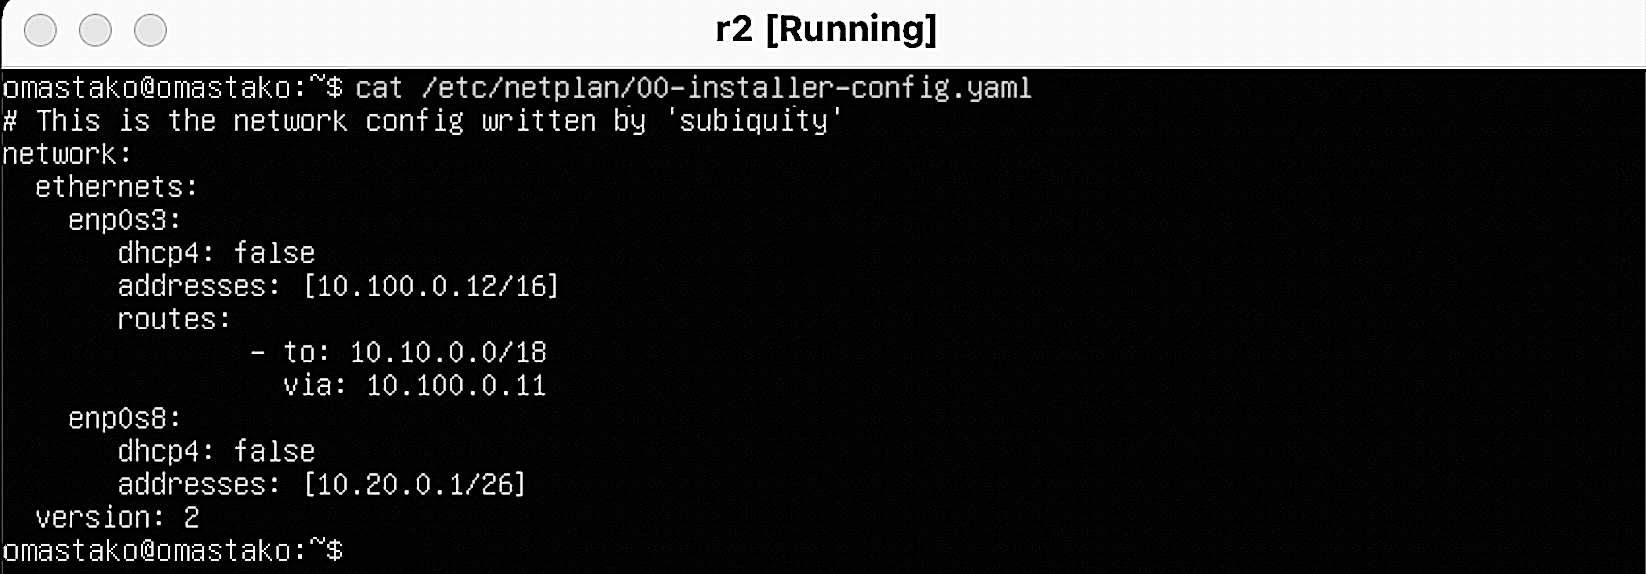 r2 [Running]
omastako@omastako:~$ cat /etc/netplan/00-installer-config.yaml
# This is the network config written by 'subiquity'
network:
  ethernets:
    enp0s3:
       dhcp4: false
       addresses: [10.100.0.12/16]
       routes:
               - to: 10.10.0.0/18
                 via: 10.100.0.11
    enp0s8:
       dhcp4: false
       addresses: [10.20.0.1/26]
  version: 2
omastako@omastako:~$